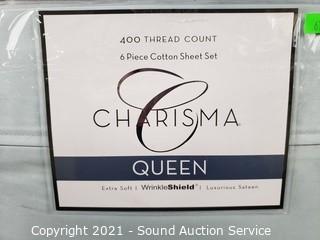 400 THREAD COUNT
6 Piece Cotton Sheet Set
C
CHARISMA
QUEEN
Extra Soft | WrinkleShield® | Luxurious Sateen
Copyright 2021 - Sound Auction Service